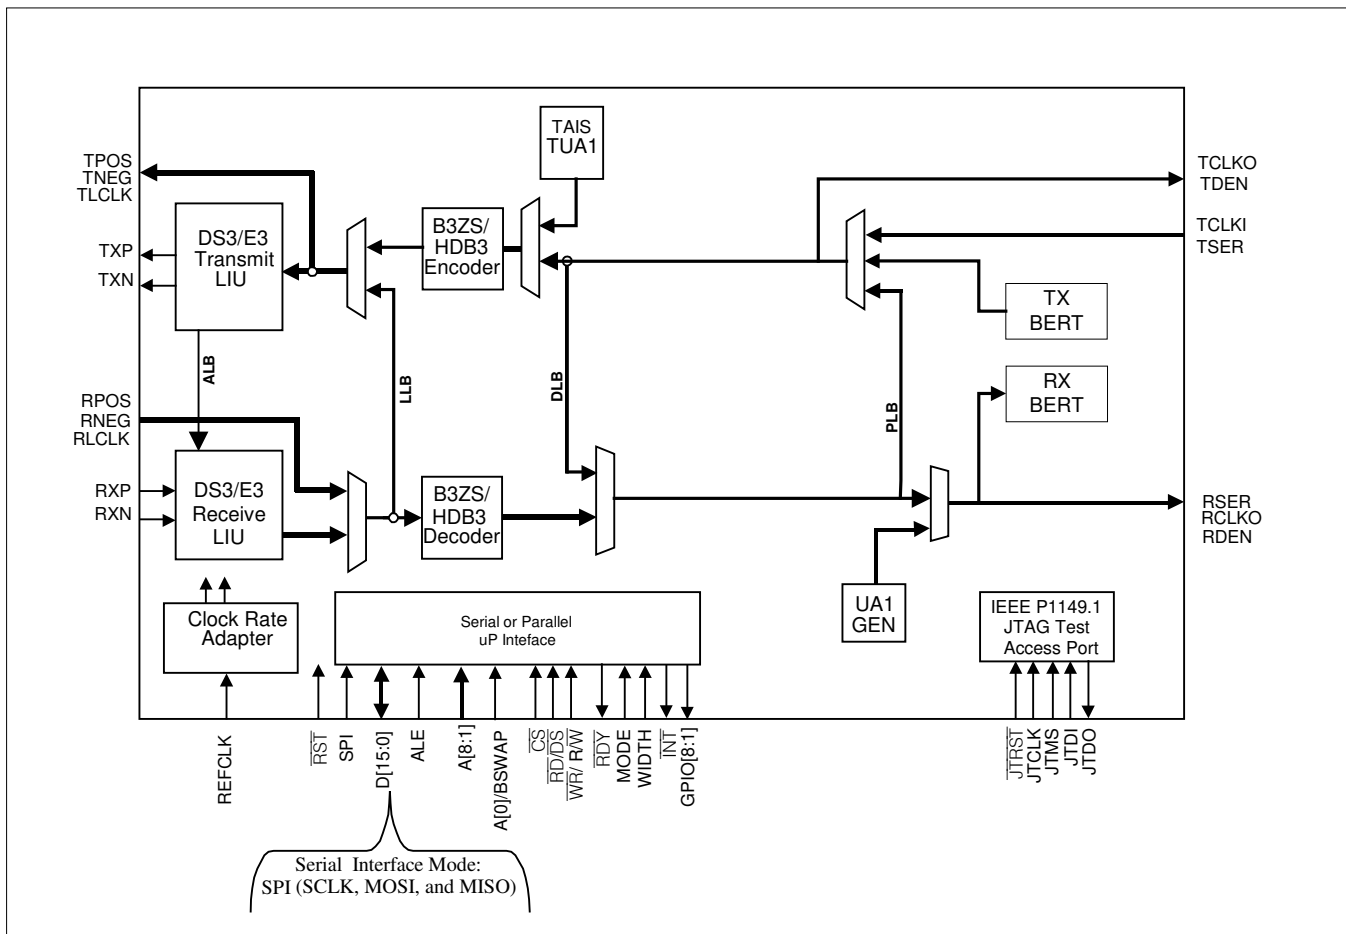 TAIS
TUA1
TPOS
TNEG
TLCLK
TCLKO
TDEN
TCLKI
TSER
DS3/E3
Transmit
LIU
B3ZS/
HDB3
Encoder
TXP
TXN
TX
BERT
ALB
LLB
DLB
PLB
RX
BERT
RPOS
RNEG
RLCLK
RXP
RXN
DS3/E3
Receive
LIU
B3ZS/
HDB3
Decoder
RSER
RCLKO
RDEN
Clock Rate
Adapter
Serial or Parallel
uP Inteface
UA1
GEN
IEEE P1149.1
JTAG Test
Access Port
REFCLK
RST
SPI
D[15:0]
ALE
A[8:1]
A[0]/BSWAP
CS
RD/DS
WR/ R/W
RDY
MODE
WIDTH
INT
GPIO[8:1]
JTRST
JTCLK
JTMS
JTDI
JTDO
Serial Interface Mode:
SPI (SCLK, MOSI, and MISO)